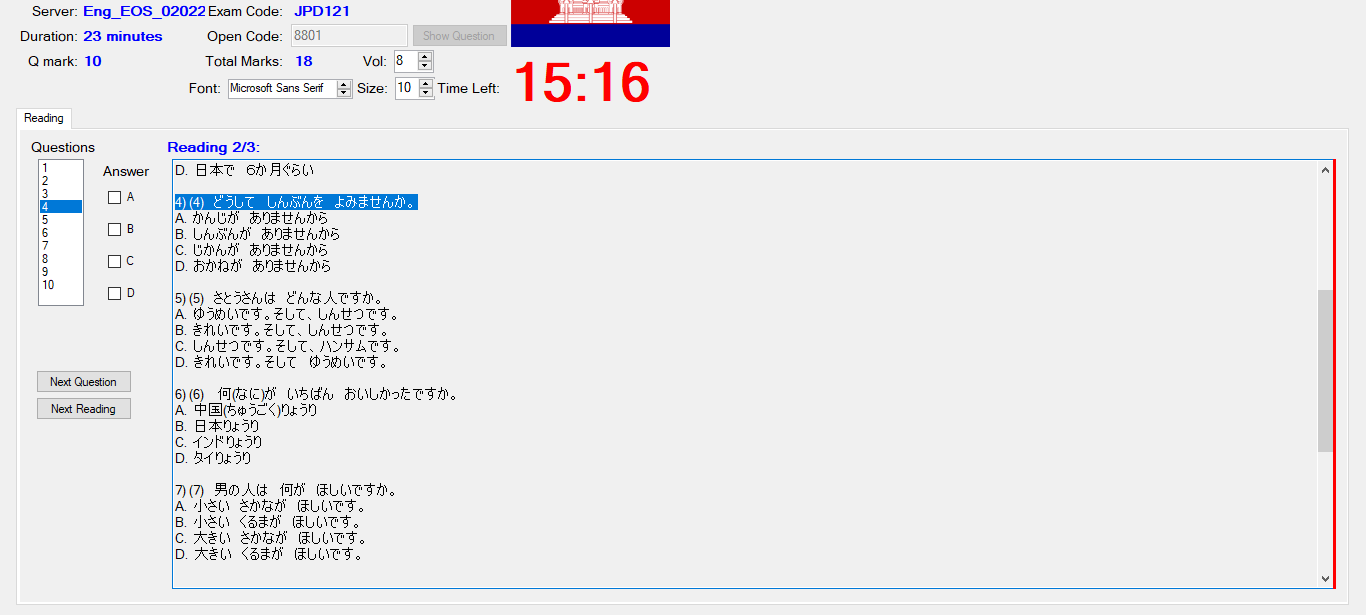 Server: Eng_EOS_02022 Exam Code: JPD121
Duration: 23 minutes Open Code: 8801 Show Question
Q mark: 10 Total Marks: 18 Vol: 8
Font: Microsoft Sans Serif Size: 10 Time Left: 15:16
Reading
Questions
1
2
3
4
5
6
7
8
9
10
Answer
A
B
C
D
Next Question
Next Reading
Reading 2/3:
D. 日本で　6か月ぐらい
4) (4)　どうして　しんぶんを　よみませんか。
A. かんじが　ありませんから
B. しんぶんが　ありませんから
C. じかんが　ありませんから
D. おかねが　ありませんから
5) (5)　さとうさんは　どんな人ですか。
A. ゆうめいです。そして、しんせつです。
B. きれいです。そして、しんせつです。
C. しんせつです。そして、ハンサムです。
D. きれいです。そして　ゆうめいです。
6) (6)　何(なに)が　いちばん　おいしかったですか。
A. 中国(ちゅうごく)りょうり
B. 日本りょうり
C. インドりょうり
D. タイりょうり
7) (7)　男の人は　何が　ほしいですか。
A. 小さい　さかなが　ほしいです。
B. 小さい　くるまが　ほしいです。
C. 大きい　さかなが　ほしいです。
D. 大きい　くるまが　ほしいです。